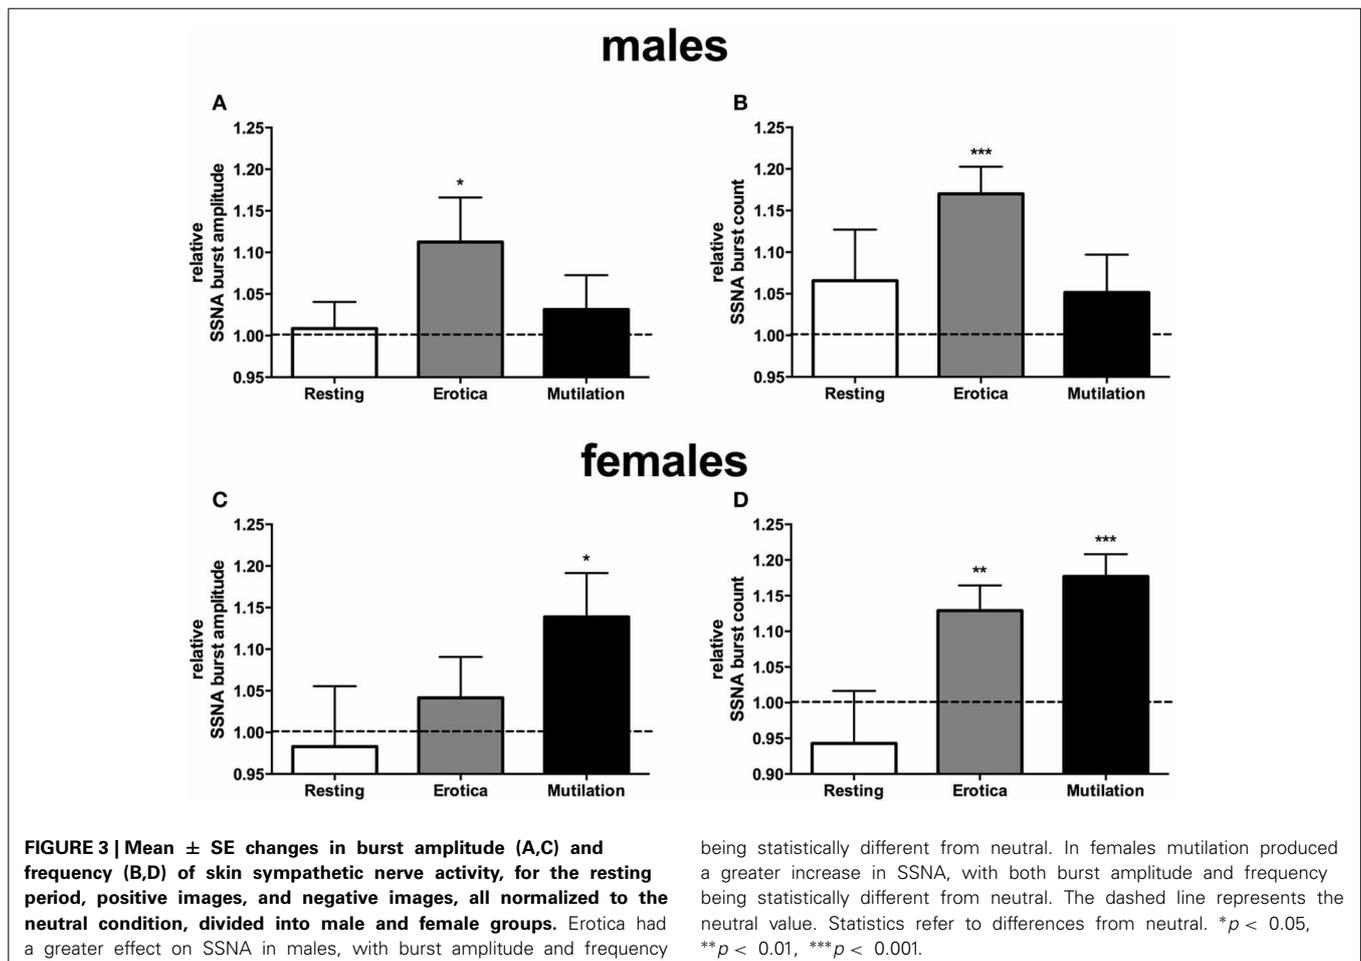 males
A
relative
SSNA burst amplitude
1.25
1.20
1.15
1.10
1.05
1.00
0.95
*
Resting
Erotica
Mutilation
B
relative
SSNA burst count
1.25
1.20
1.15
1.10
1.05
1.00
0.95
***
Resting
Erotica
Mutilation
females
C
relative
SSNA burst amplitude
1.25
1.20
1.15
1.10
1.05
1.00
0.95
*
Resting
Erotica
Mutilation
D
relative
SSNA burst count
1.25
1.20
1.15
1.10
1.05
1.00
0.95
0.90
**
***
Resting
Erotica
Mutilation
FIGURE 3 | Mean ± SE changes in burst amplitude (A,C) and
frequency (B,D) of skin sympathetic nerve activity, for the resting
period, positive images, and negative images, all normalized to the
neutral condition, divided into male and female groups. Erotica had
a greater effect on SSNA in males, with burst amplitude and frequency
being statistically different from neutral. In females mutilation produced
a greater increase in SSNA, with both burst amplitude and frequency
being statistically different from neutral. The dashed line represents the
neutral value. Statistics refer to differences from neutral. *p < 0.05,
**p < 0.01, ***p < 0.001.